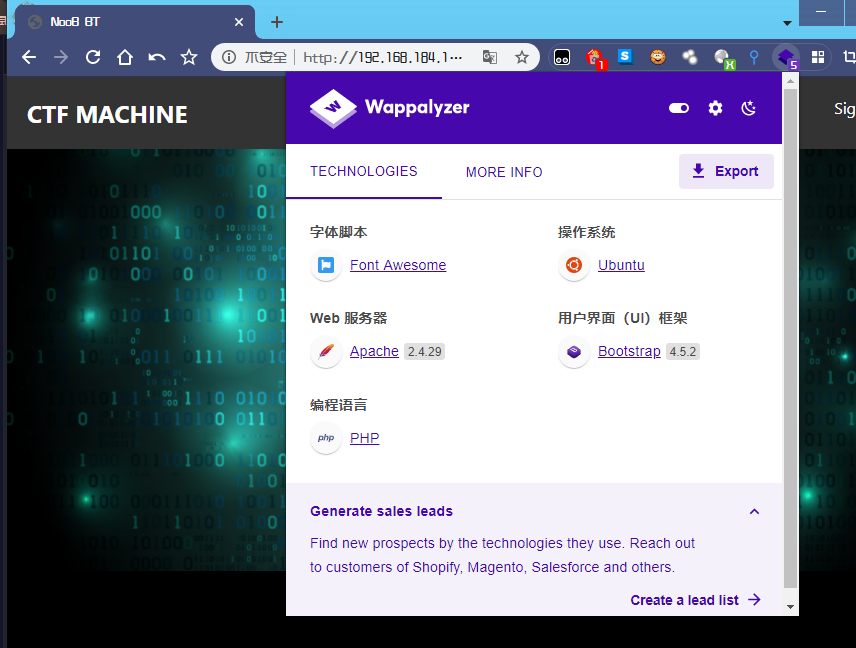 NooB BT
不安全 http://192.168.184.1···
1
S
X
5
CTF MACHINE
Sig
Wappalyzer
TECHNOLOGIES
MORE INFO
Export
字体脚本
操作系统
Font Awesome
Ubuntu
Web 服务器
用户界面（UI）框架
Apache 2.4.29
Bootstrap 4.5.2
编程语言
php PHP
Generate sales leads
Find new prospects by the technologies they use. Reach out
to customers of Shopify, Magento, Salesforce and others.
Create a lead list